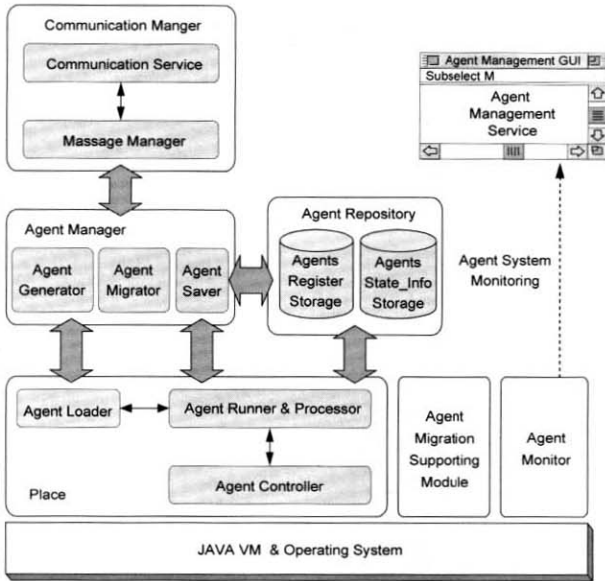 Communication Manger
Communication Service
Massage Manager
Agent Management GUI
Subselect M
Agent
Management
Service
Agent Manager
Agent
Generator
Agent
Migrator
Agent
Saver
Agent Repository
Agents
Register
Storage
Agents
State_Info
Storage
Agent System
Monitoring
Agent Loader
Agent Runner & Processor
Agent Controller
Place
Agent
Migration
Supporting
Module
Agent
Monitor
JAVA VM & Operating System